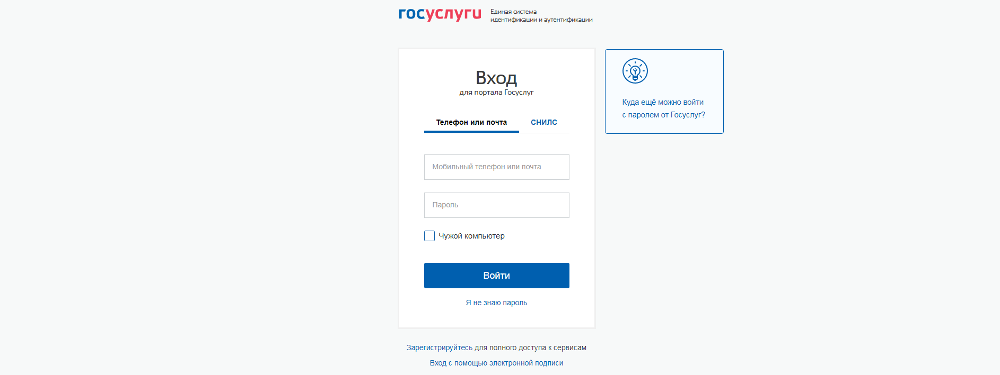 госуслуги
Единая система
идентификации и аутентификации
Вход
для портала Госуслуг
Телефон или почта
СНИЛС
Мобильный телефон или почта
Пароль
Чужой компьютер
Войти
Я не знаю пароль
Зарегистрируйтесь для полного доступа к сервисам
Вход с помощью электронной подписи
Куда ещё можно войти
с паролем от Госуслуг?